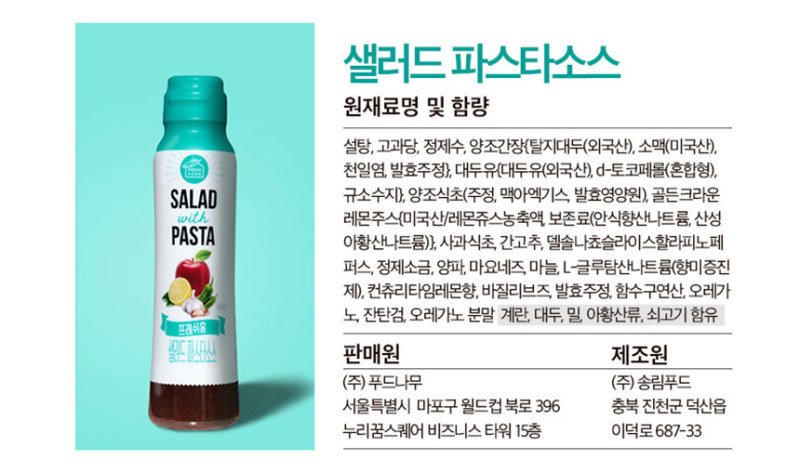 샐러드 파스타소스
원재료명 및 함량
설탕, 고과당, 정제수, 양조간장{탈지대두(외국산), 소맥(미국산),
천일염, 발효주정}, 대두유{대두유(외국산), d-토코페롤(혼합형),
규소수지}, 양조식초(주정, 맥아엑기스, 발효영양원), 골든크라운
레몬주스{미국산/레몬쥬스농축액, 보존료(안식향산나트륨, 산성
아황산나트륨)}, 사과식초, 간고추, 델솔나쵸슬라이스할라피노페
퍼스, 정제소금, 양파, 마요네즈, 마늘, L-글루탐산나트륨(향미증진
제), 컨츄리타임레몬향, 바질리브즈, 발효주정, 함수구연산, 오레가
노, 잔탄검, 오레가노 분말 계란, 대두, 밀, 아황산류, 쇠고기 함유
판매원
(주) 푸드나무
서울특별시 마포구 월드컵 북로 396
누리꿈스퀘어 비즈니스 타워 15층
제조원
(주) 송림푸드
충북 진천군 덕산읍
이덕로 687-33
FRESH
HOME
SALAD
with
PASTA
프레쉬홈
샐러드 파스타소스